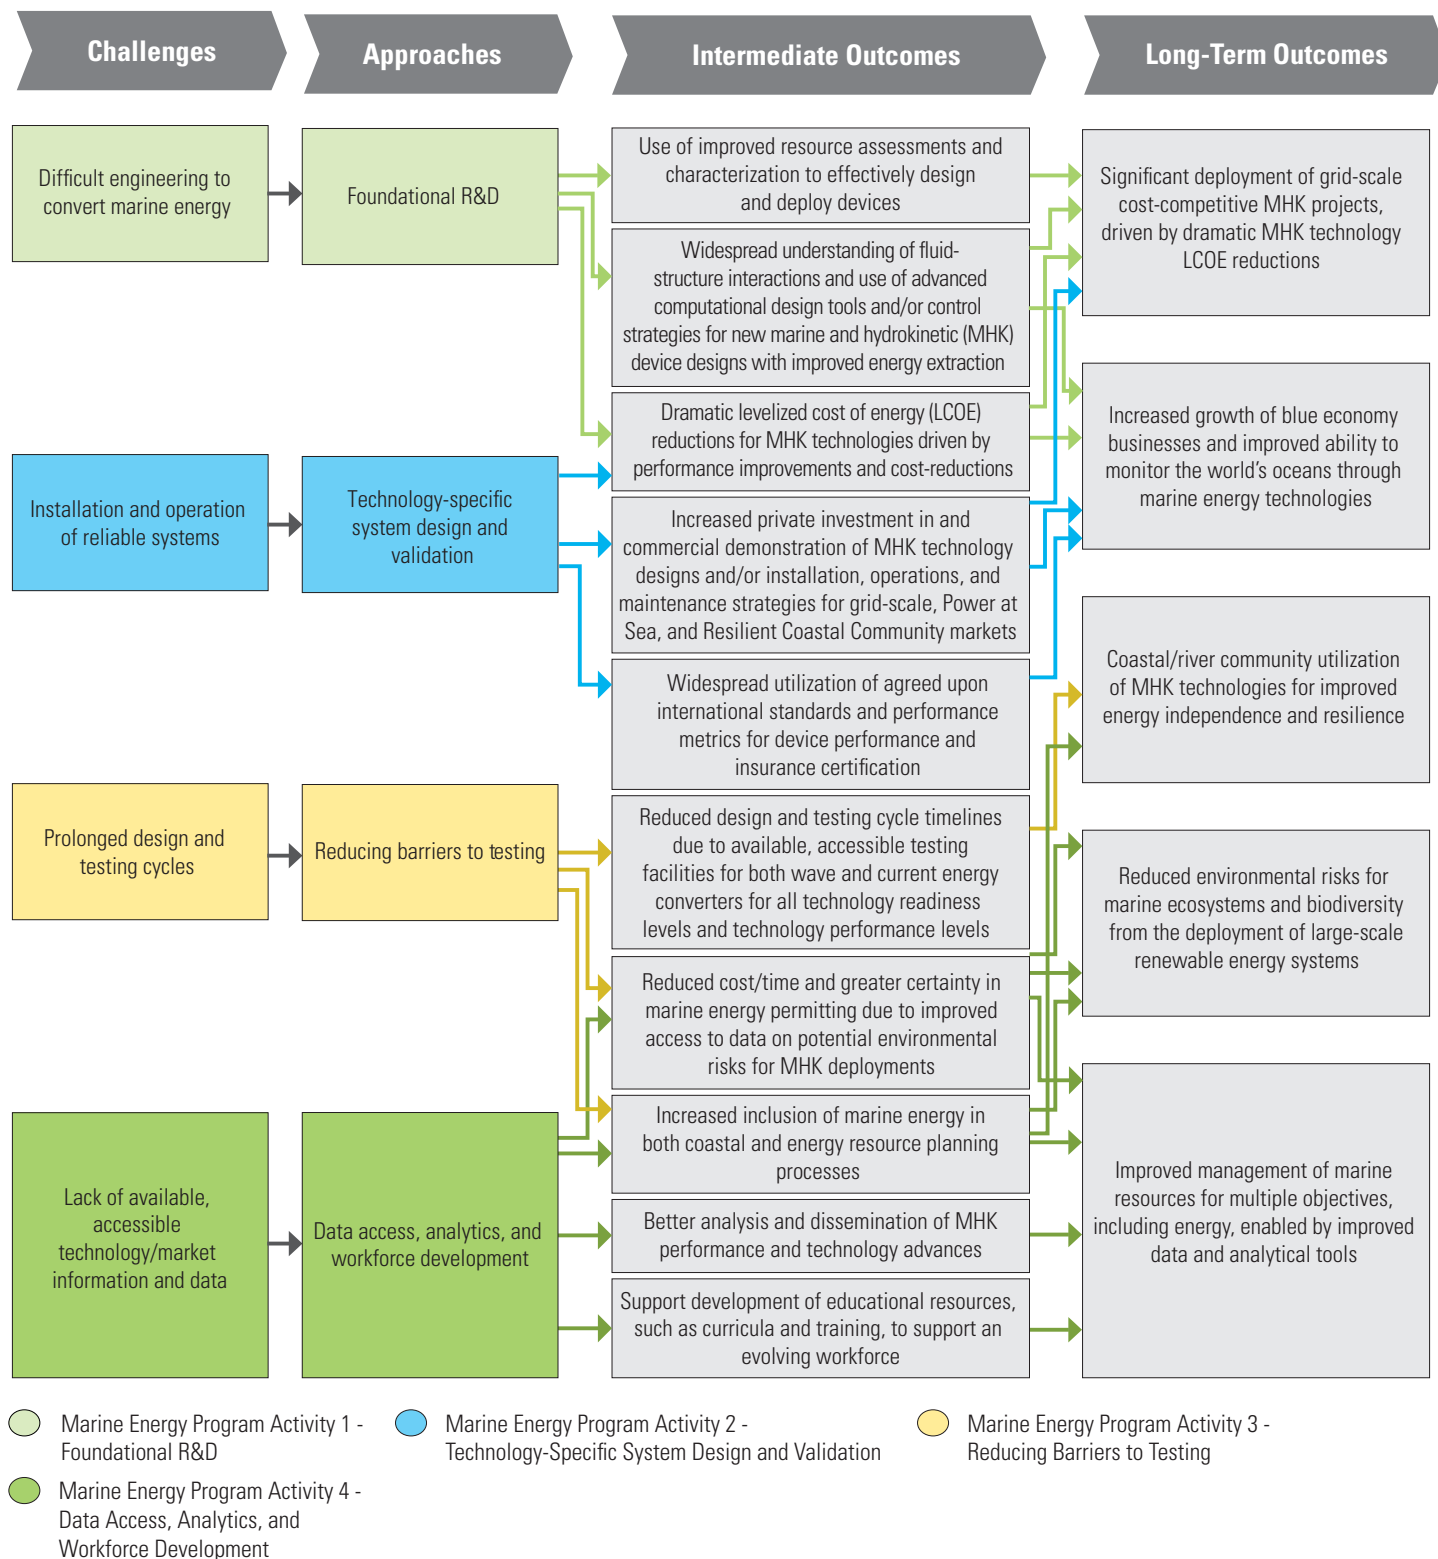 Challenges
Approaches
Intermediate Outcomes
Long-Term Outcomes
Difficult engineering to
convert marine energy
Foundational R&D
Use of improved resource assessments and
characterization to effectively design
and deploy devices
Widespread understanding of fluid-
structure interactions and use of advanced
computational design tools and/or control
strategies for new marine and hydrokinetic (MHK)
device designs with improved energy extraction
Dramatic levelized cost of energy (LCOE)
reductions for MHK technologies driven by
performance improvements and cost-reductions
Significant deployment of grid-scale
cost-competitive MHK projects,
driven by dramatic MHK technology
LCOE reductions
Increased growth of blue economy
businesses and improved ability to
monitor the world's oceans through
marine energy technologies
Installation and operation
of reliable systems
Technology-specific
system design and
validation
Increased private investment in and
commercial demonstration of MHK technology
designs and/or installation, operations, and
maintenance strategies for grid-scale, Power at
Sea, and Resilient Coastal Community markets
Widespread utilization of agreed upon
international standards and performance
metrics for device performance and
insurance certification
Coastal/river community utilization
of MHK technologies for improved
energy independence and resilience
Prolonged design and
testing cycles
Reducing barriers to testing
Reduced design and testing cycle timelines
due to available, accessible testing
facilities for both wave and current energy
converters for all technology readiness
levels and technology performance levels
Reduced cost/time and greater certainty in
marine energy permitting due to improved
access to data on potential environmental
risks for MHK deployments
Reduced environmental risks for
marine ecosystems and biodiversity
from the deployment of large-scale
renewable energy systems
Lack of available,
accessible
technology/market
information and data
Data access, analytics, and
workforce development
Increased inclusion of marine energy in
both coastal and energy resource planning
processes
Better analysis and dissemination of MHK
performance and technology advances
Support development of educational resources,
such as curricula and training, to support an
evolving workforce
Improved management of marine
resources for multiple objectives,
including energy, enabled by improved
data and analytical tools
Marine Energy Program Activity 1 -
Foundational R&D
Marine Energy Program Activity 2 -
Technology-Specific System Design and Validation
Marine Energy Program Activity 3 -
Reducing Barriers to Testing
Marine Energy Program Activity 4 -
Data Access, Analytics, and
Workforce Development